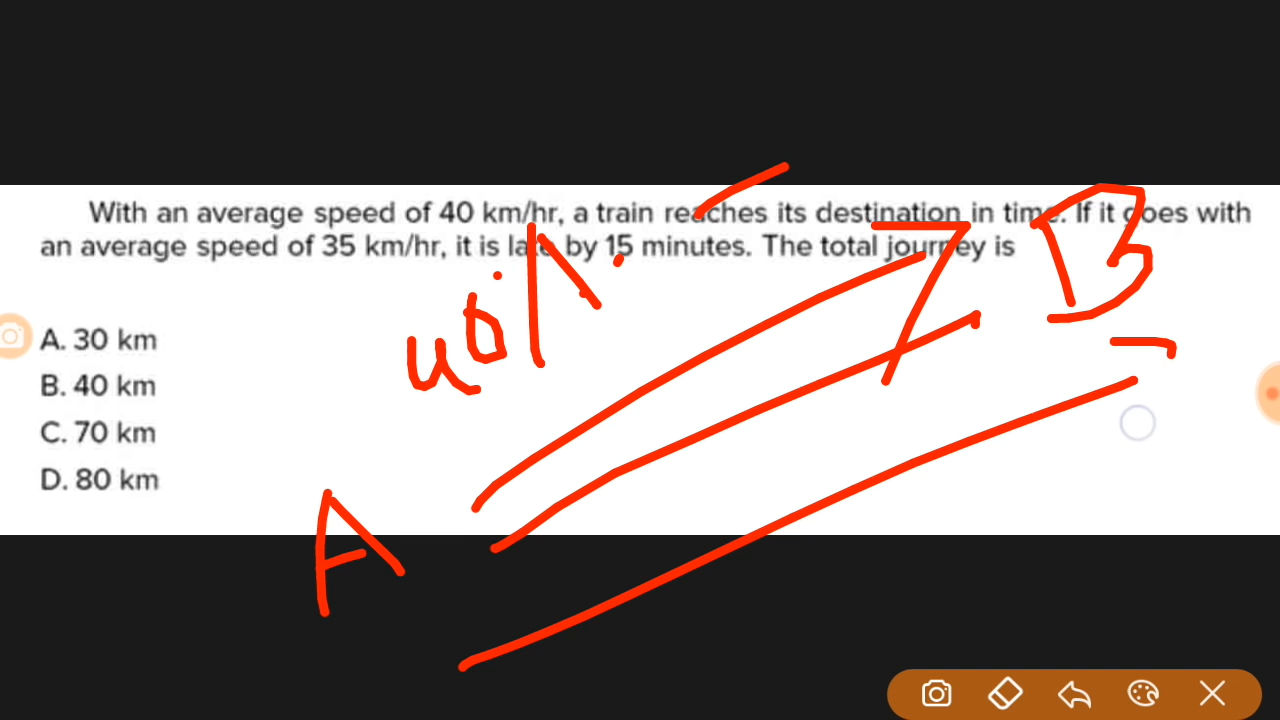 With an average speed of 40 km/hr, a train reaches its destination in time. If it goes with
an average speed of 35 km/hr, it is late by 15 minutes. The total journey is
A. 30 km
B. 40 km
C. 70 km
D. 80 km
A
B